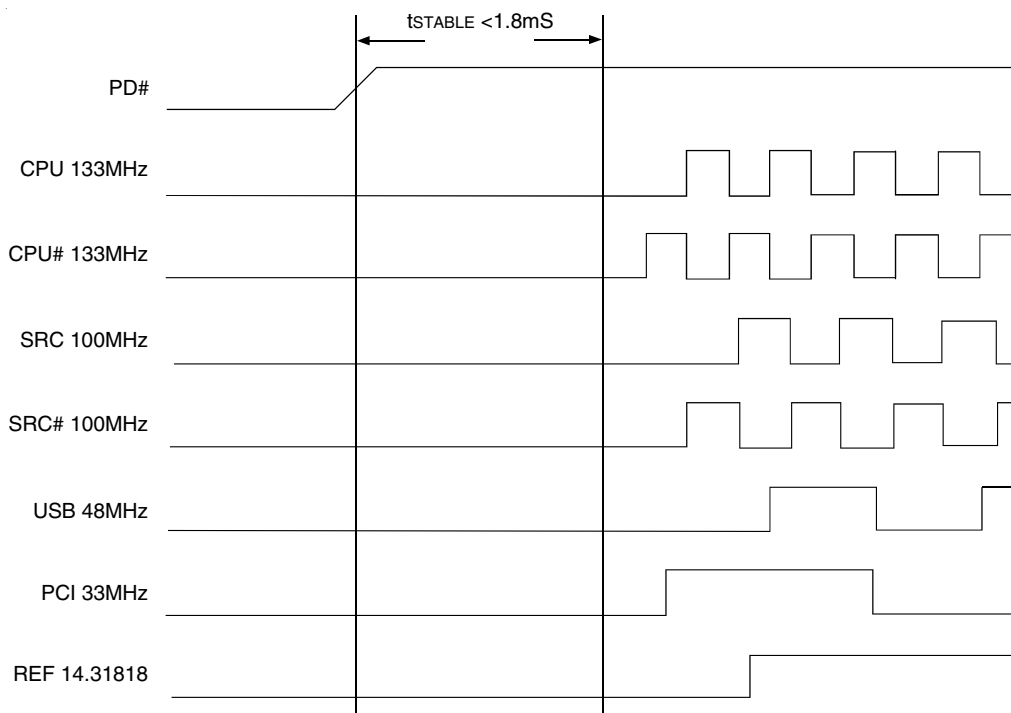 tSTABLE <1.8mS
PD#
CPU 133MHz
CPU# 133MHz
SRC 100MHz
SRC# 100MHz
USB 48MHz
PCI 33MHz
REF 14.31818